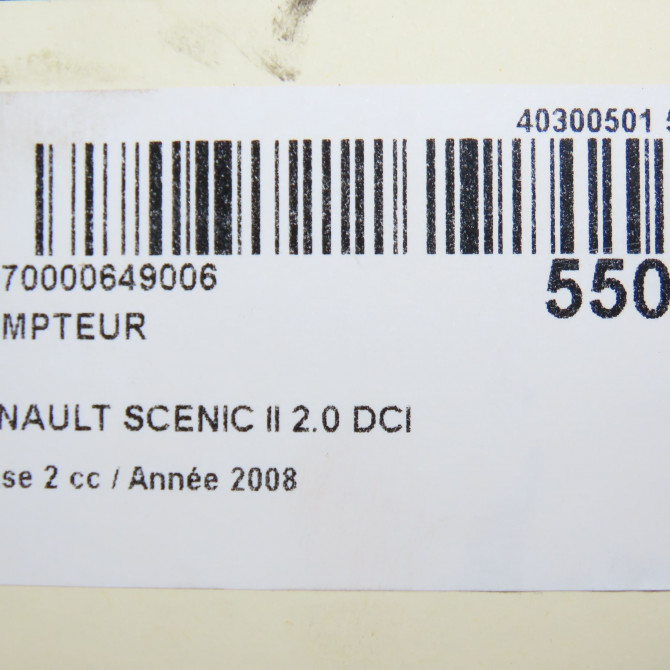 40300501 5
70000649006
550
MPTEUR
NAULT SCENIC II 2.0 DCI
se 2 cc / Année 2008